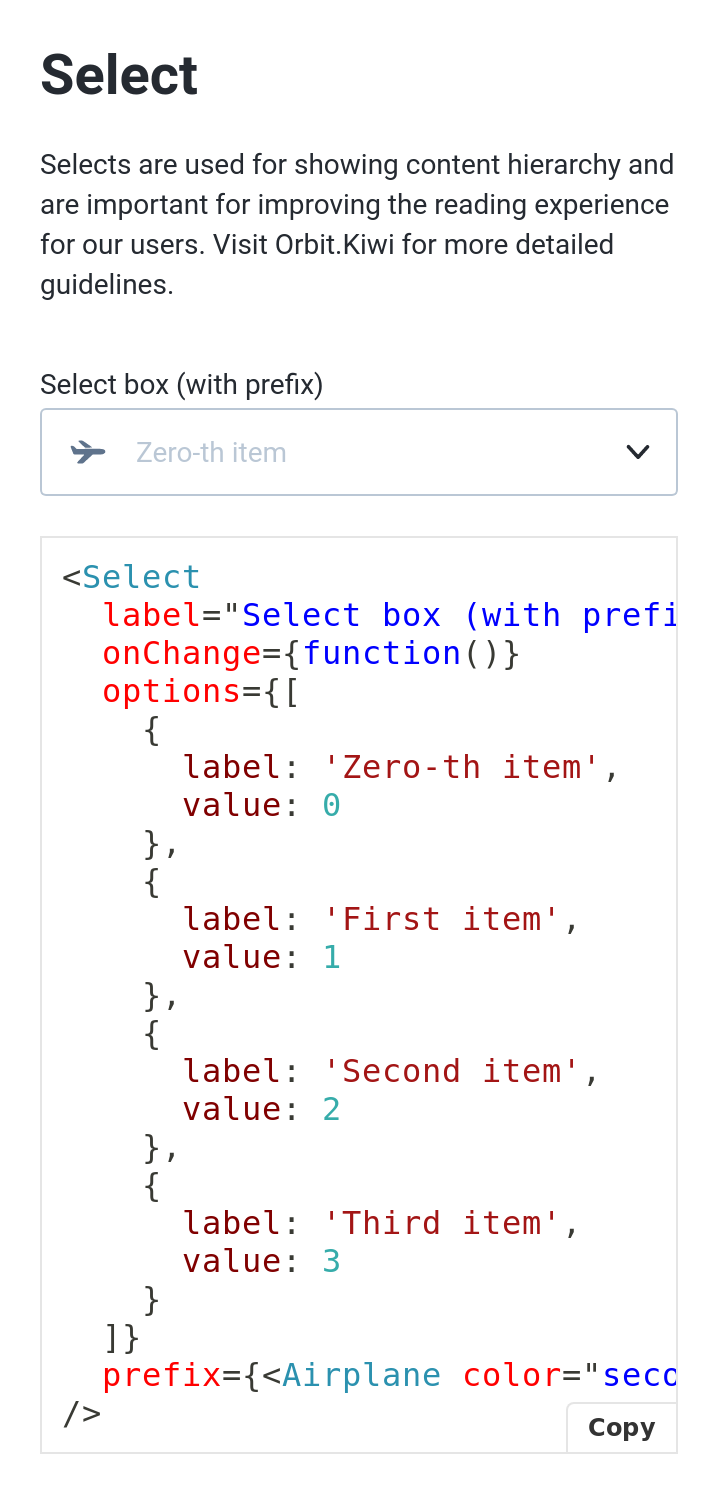 Select
Selects are used for showing content hierarchy and
are important for improving the reading experience
for our users. Visit Orbit.Kiwi for more detailed
guidelines.
Select box (with prefix)
Zero-th item
<Select
  label="Select box (with prefi
  onChange={function()}
  options={[
    {
      label: 'Zero-th item',
      value: 0
    },
    {
      label: 'First item',
      value: 1
    },
    {
      label: 'Second item',
      value: 2
    },
    {
      label: 'Third item',
      value: 3
    }
  ]}
  prefix={<Airplane color="seco
/>
Copy